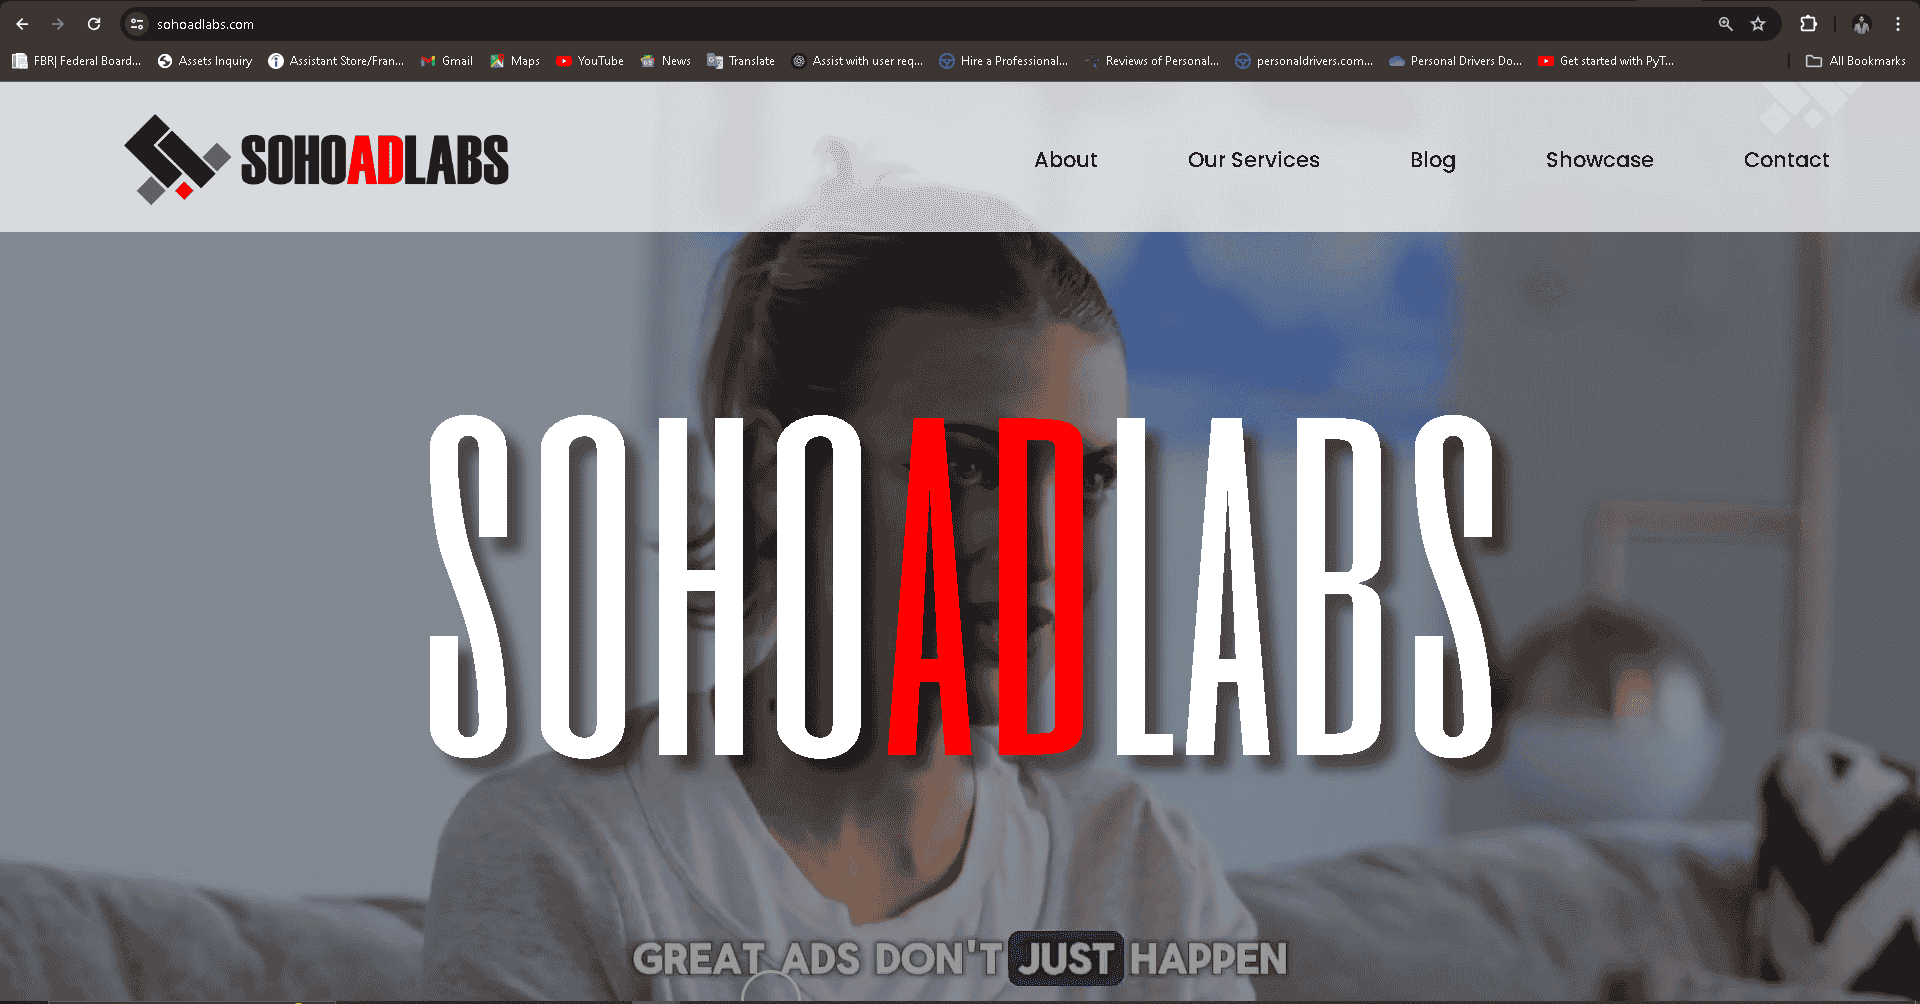 sohoadlabs.com
FBR| Federal Board... Assets Inquiry Assistant Store/Fran... Gmail Maps YouTube News Translate Assist with user req... Hire a Professional... Reviews of Personal... personaldrivers.com... Personal Drivers Do... Get started with PyT... All Bookmarks
SOHOADLABS About Our Services Blog Showcase Contact
SOHOADLABS
GREAT ADS DON'T JUST HAPPEN